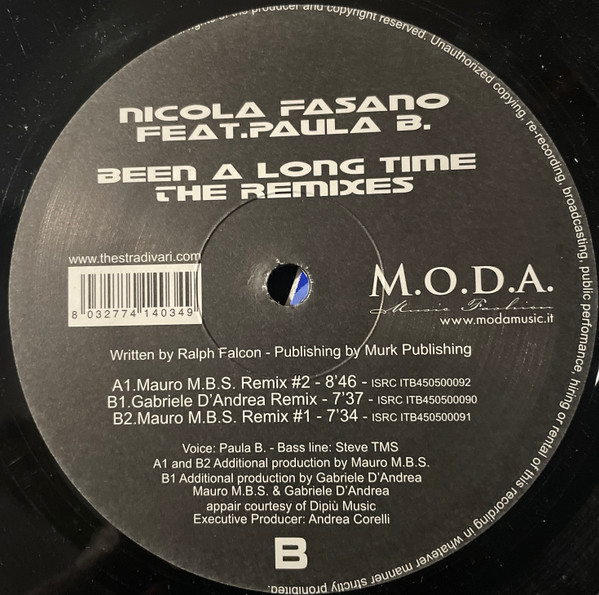 of the producer and copyright reserved. Unauthorized copying, re-recording, broadcasting, public perfomance, hiring or rental of this recording in whatever manner strictly prohibited.
NICOLA FASANO
FEAT.PAULA B.
BEEN A LONG TIME
THE REMIXES
www.thestradivari.com
8 032774 140349
M.O.D.A.
Music Fashion
www.modamusic.it
Written by Ralph Falcon - Publishing by Murk Publishing
A1.Mauro M.B.S. Remix #2 - 8'46 - ISRC ITB450500092
B1.Gabriele D'Andrea Remix - 7'37 - ISRC ITB450500090
B2.Mauro M.B.S. Remix #1 - 7'34 - ISRC ITB450500091
Voice: Paula B. - Bass line: Steve TMS
A1 and B2 Additional production by Mauro M.B.S.
B1 Additional production by Gabriele D'Andrea
Mauro M.B.S. & Gabriele D'Andrea
appair courtesy of Dipiù Music
Executive Producer: Andrea Corelli
B